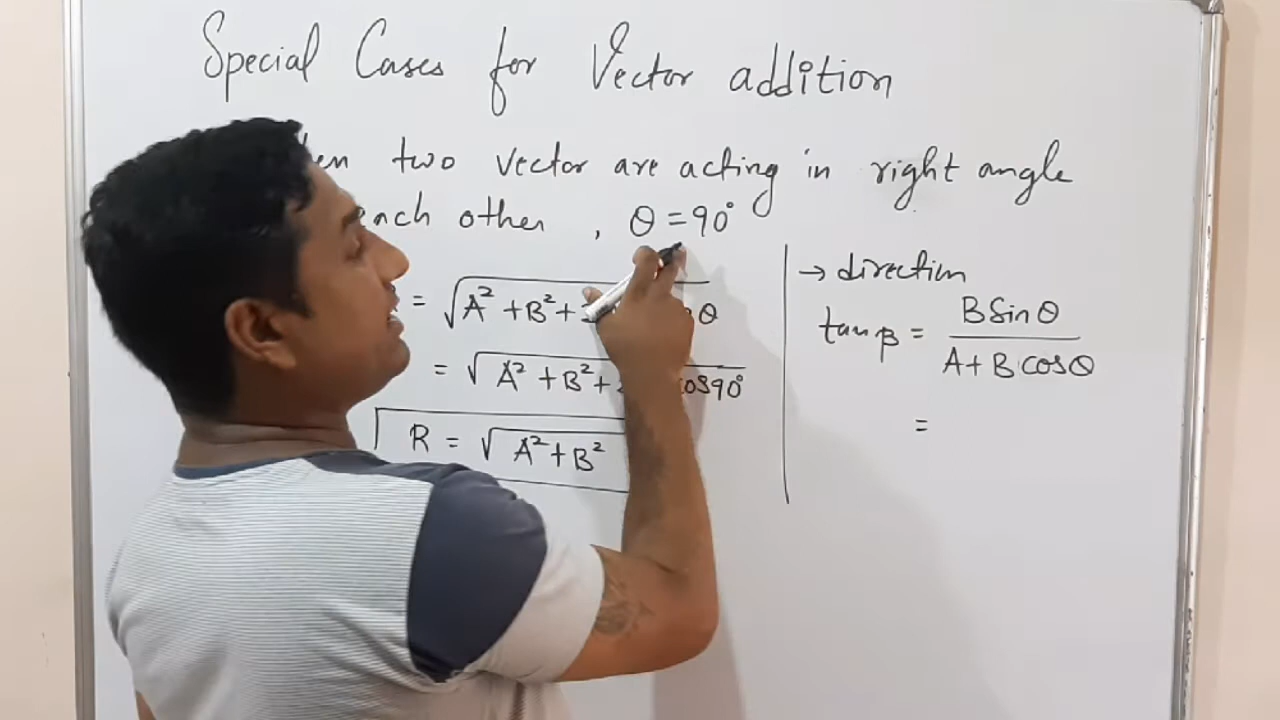 Special Cases for Vector addition
two vector are acting in right angle
each other , θ = 90°
= √A² + B² + θ
= √A² + B² + cos90°
R = √A² + B²
→ direction
tan β = B Sin θ / A + B cos θ
=